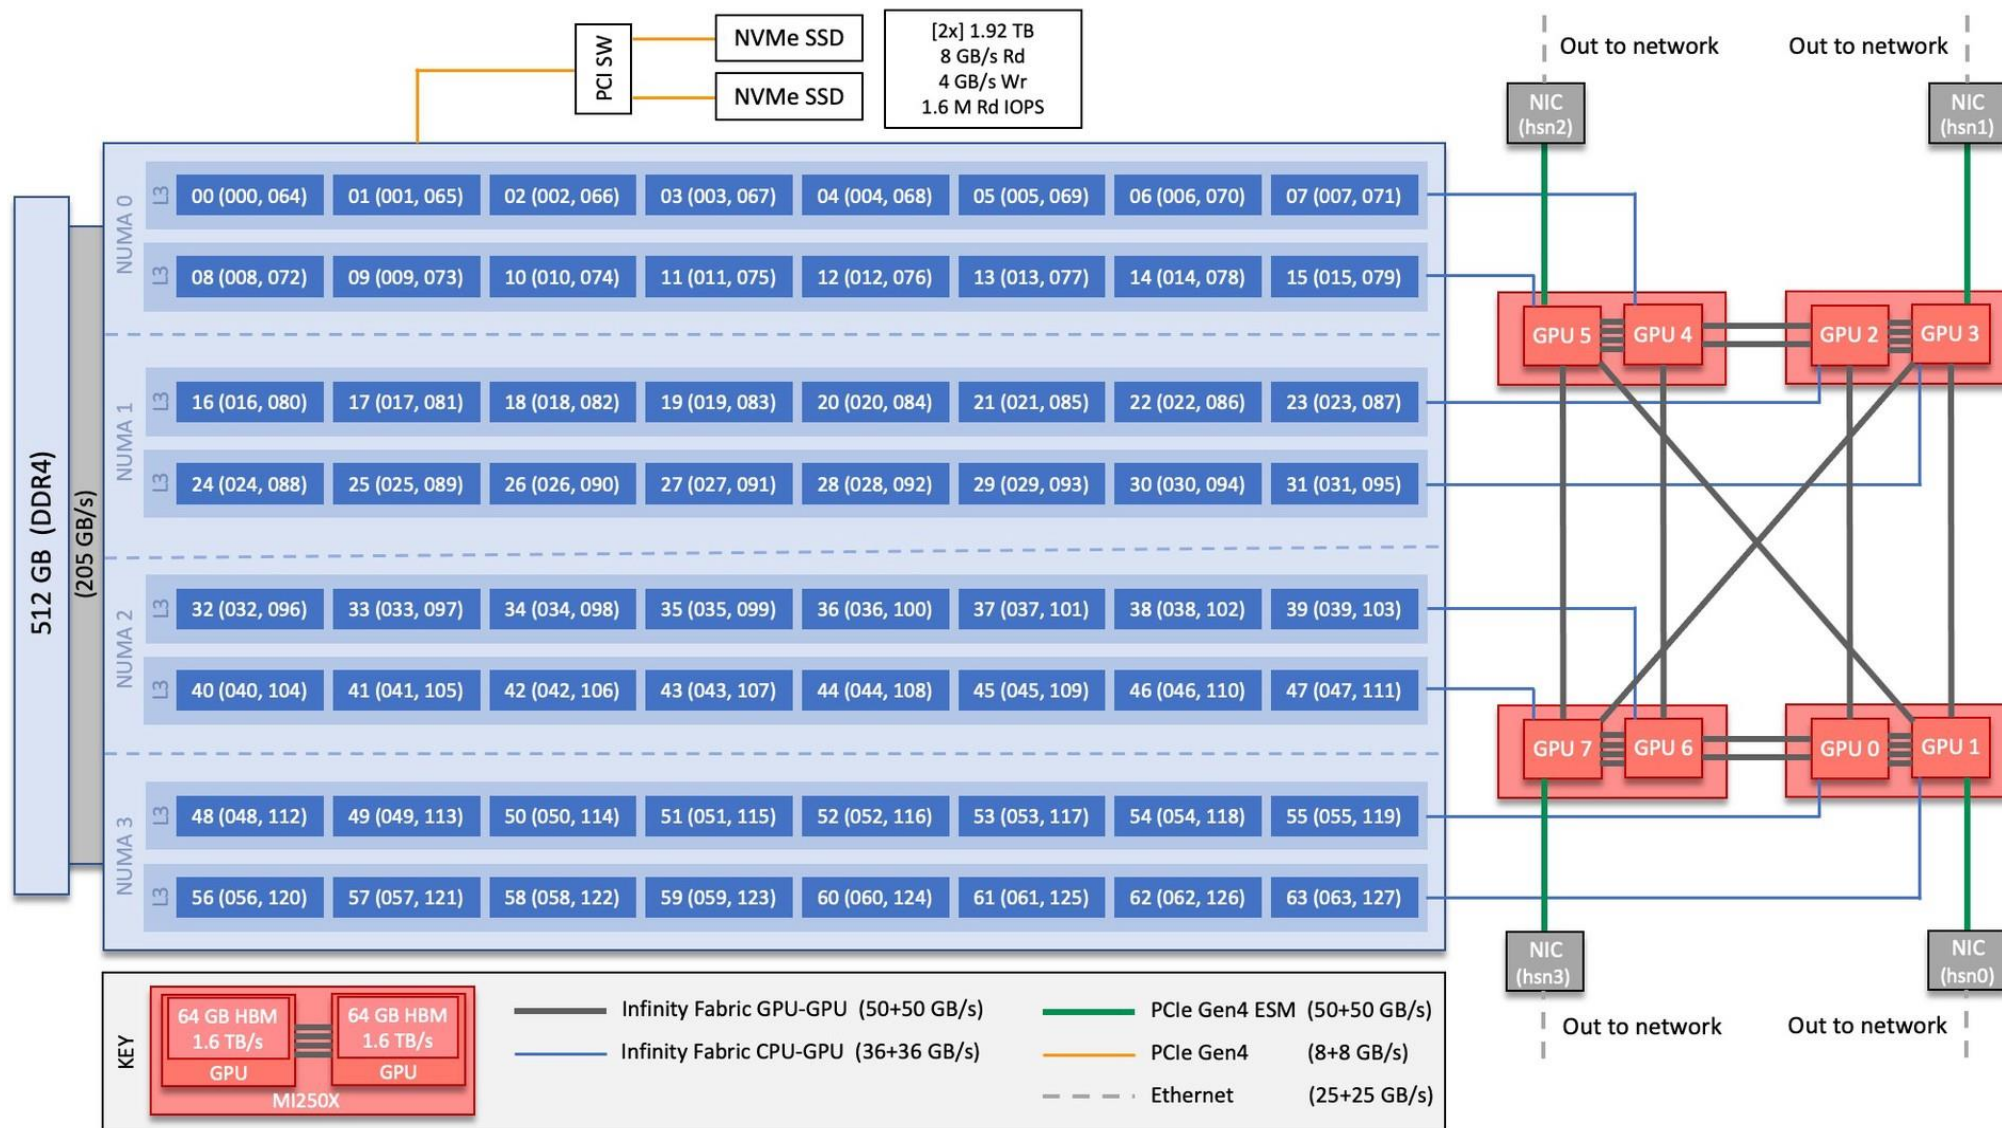 PCI SW
NVMe SSD
NVMe SSD
[2x] 1.92 TB
8 GB/s Rd
4 GB/s Wr
1.6 M Rd IOPS
Out to network
Out to network
NIC
(hsn2)
NIC
(hsn1)
512 GB (DDR4)
(205 GB/s)
NUMA 0
L3
00 (000, 064)
01 (001, 065)
02 (002, 066)
03 (003, 067)
04 (004, 068)
05 (005, 069)
06 (006, 070)
07 (007, 071)
L3
08 (008, 072)
09 (009, 073)
10 (010, 074)
11 (011, 075)
12 (012, 076)
13 (013, 077)
14 (014, 078)
15 (015, 079)
NUMA 1
L3
16 (016, 080)
17 (017, 081)
18 (018, 082)
19 (019, 083)
20 (020, 084)
21 (021, 085)
22 (022, 086)
23 (023, 087)
L3
24 (024, 088)
25 (025, 089)
26 (026, 090)
27 (027, 091)
28 (028, 092)
29 (029, 093)
30 (030, 094)
31 (031, 095)
NUMA 2
L3
32 (032, 096)
33 (033, 097)
34 (034, 098)
35 (035, 099)
36 (036, 100)
37 (037, 101)
38 (038, 102)
39 (039, 103)
L3
40 (040, 104)
41 (041, 105)
42 (042, 106)
43 (043, 107)
44 (044, 108)
45 (045, 109)
46 (046, 110)
47 (047, 111)
NUMA 3
L3
48 (048, 112)
49 (049, 113)
50 (050, 114)
51 (051, 115)
52 (052, 116)
53 (053, 117)
54 (054, 118)
55 (055, 119)
L3
56 (056, 120)
57 (057, 121)
58 (058, 122)
59 (059, 123)
60 (060, 124)
61 (061, 125)
62 (062, 126)
63 (063, 127)
GPU 5
GPU 4
GPU 2
GPU 3
GPU 7
GPU 6
GPU 0
GPU 1
NIC
(hsn3)
NIC
(hsn0)
Out to network
Out to network
KEY
64 GB HBM
1.6 TB/s
GPU
64 GB HBM
1.6 TB/s
GPU
MI250X
Infinity Fabric GPU-GPU (50+50 GB/s)
Infinity Fabric CPU-GPU (36+36 GB/s)
PCIe Gen4 ESM (50+50 GB/s)
PCIe Gen4 (8+8 GB/s)
Ethernet (25+25 GB/s)